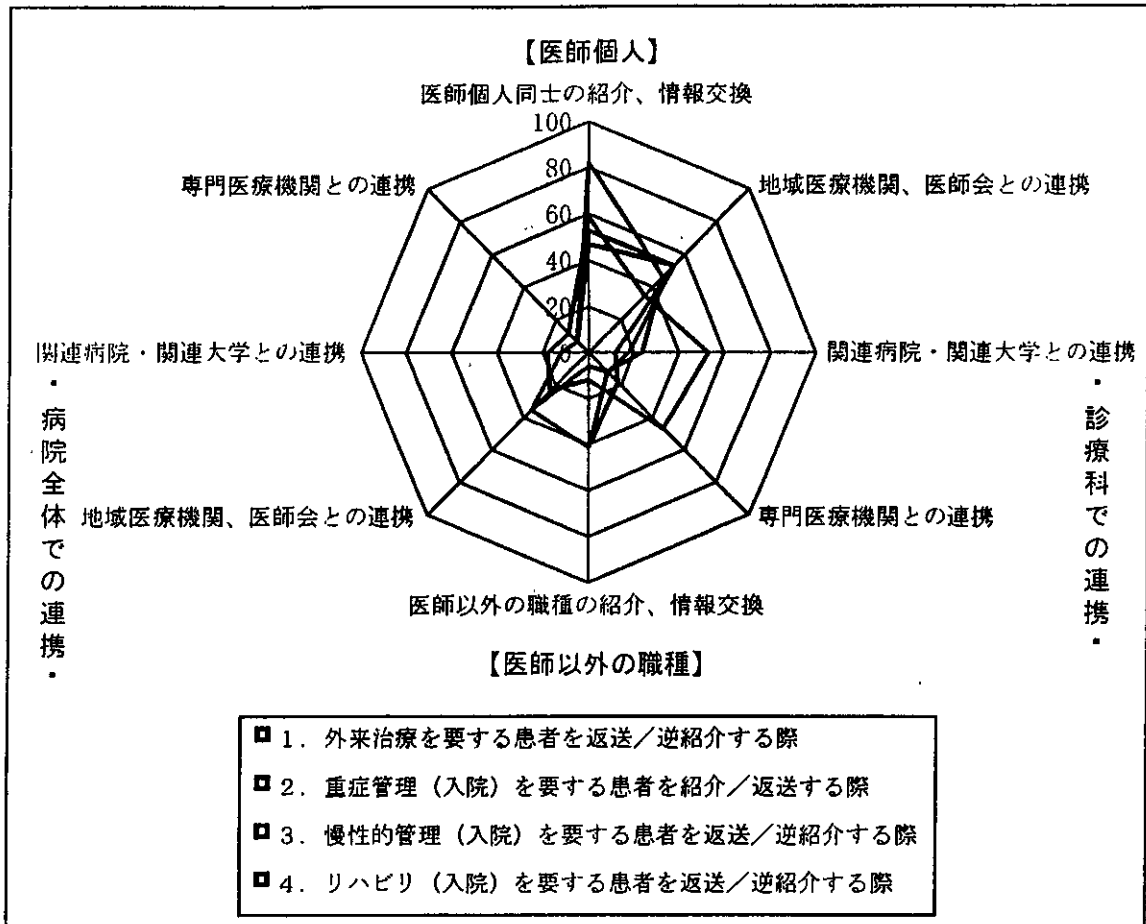 【医師個人】
医師個人同士の紹介、情報交換
100
80
60
40
20
0
専門医療機関との連携
地域医療機関、医師会との連携
関連病院・関連大学との連携
関連病院・関連大学との連携
・病院全体での連携・
・診療科での連携・
地域医療機関、医師会との連携
専門医療機関との連携
医師以外の職種の紹介、情報交換
【医師以外の職種】
1. 外来治療を要する患者を返送／逆紹介する際
2. 重症管理（入院）を要する患者を紹介／返送する際
3. 慢性的管理（入院）を要する患者を返送／逆紹介する際
4. リハビリ（入院）を要する患者を返送／逆紹介する際